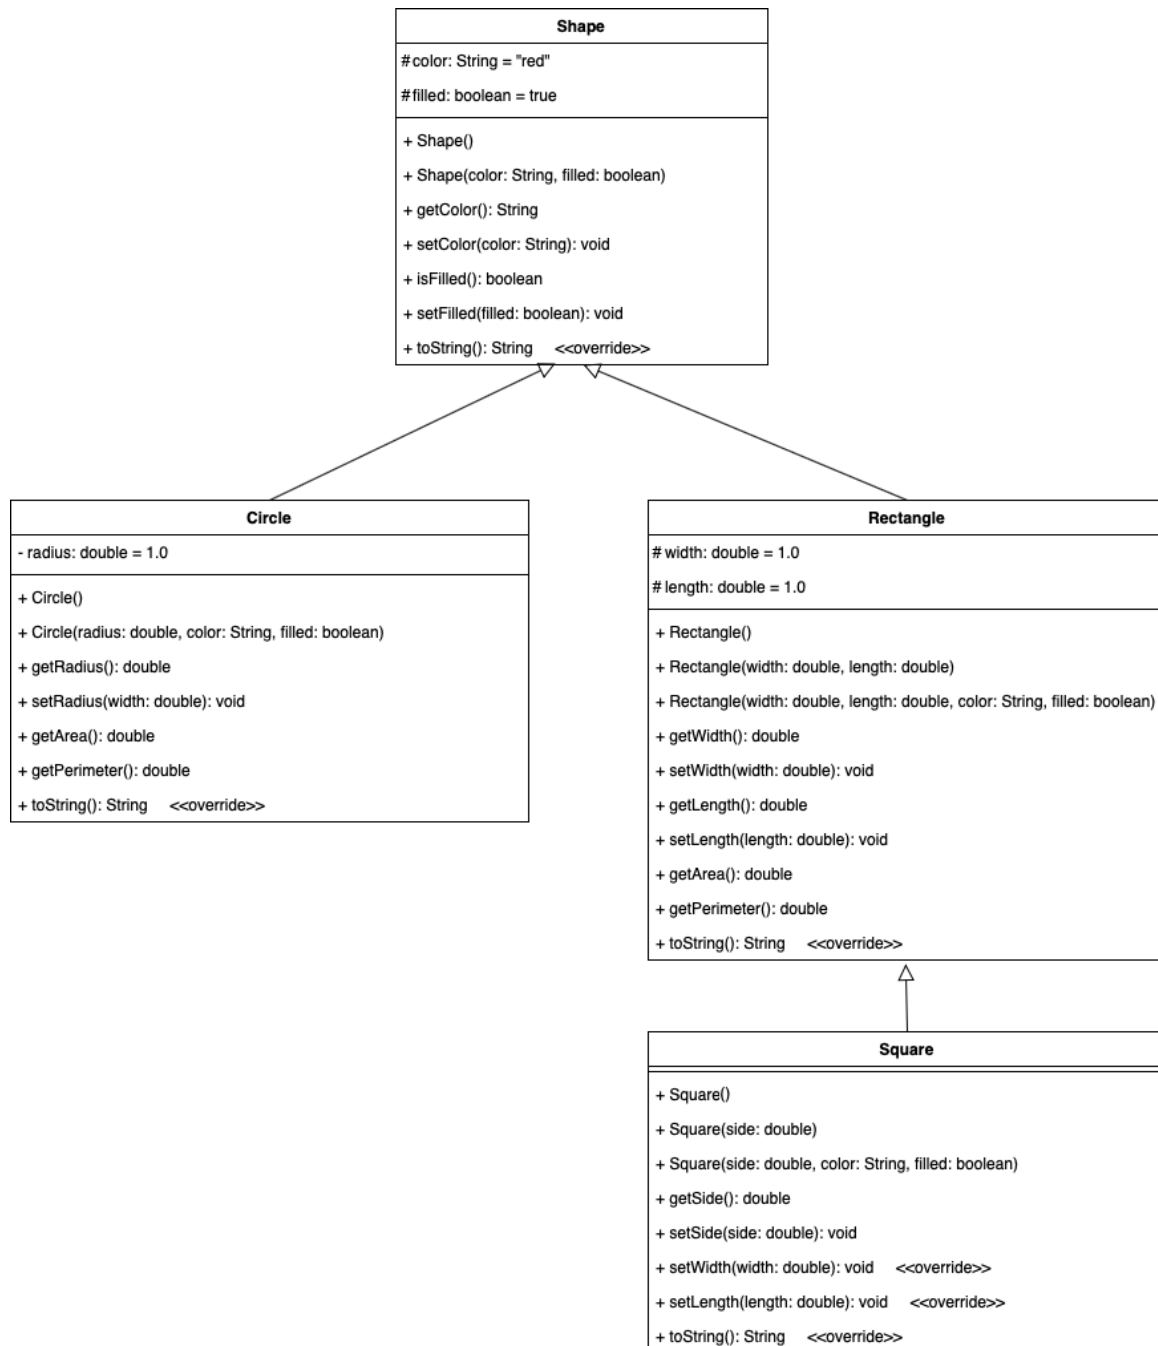 Shape
# color: String = "red"
# filled: boolean = true
+ Shape()
+ Shape(color: String, filled: boolean)
+ getColor(): String
+ setColor(color: String): void
+ isFilled(): boolean
+ setFilled(filled: boolean): void
+ toString(): String <<override>>
Circle
- radius: double = 1.0
+ Circle()
+ Circle(radius: double, color: String, filled: boolean)
+ getRadius(): double
+ setRadius(width: double): void
+ getArea(): double
+ getPerimeter(): double
+ toString(): String <<override>>
Rectangle
# width: double = 1.0
# length: double = 1.0
+ Rectangle()
+ Rectangle(width: double, length: double)
+ Rectangle(width: double, length: double, color: String, filled: boolean)
+ getWidth(): double
+ setWidth(width: double): void
+ getLength(): double
+ setLength(length: double): void
+ getArea(): double
+ getPerimeter(): double
+ toString(): String <<override>>
Square
+ Square()
+ Square(side: double)
+ Square(side: double, color: String, filled: boolean)
+ getSide(): double
+ setSide(side: double): void
+ setWidth(width: double): void <<override>>
+ setLength(length: double): void <<override>>
+ toString(): String <<override>>